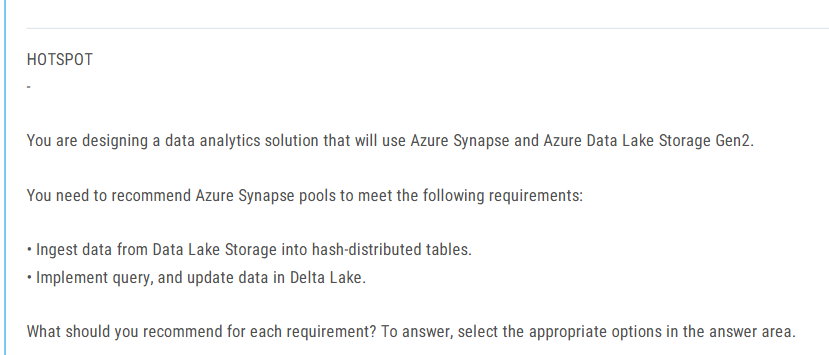 HOTSPOT
-
You are designing a data analytics solution that will use Azure Synapse and Azure Data Lake Storage Gen2.
You need to recommend Azure Synapse pools to meet the following requirements:
• Ingest data from Data Lake Storage into hash-distributed tables.
• Implement query, and update data in Delta Lake.
What should you recommend for each requirement? To answer, select the appropriate options in the answer area.